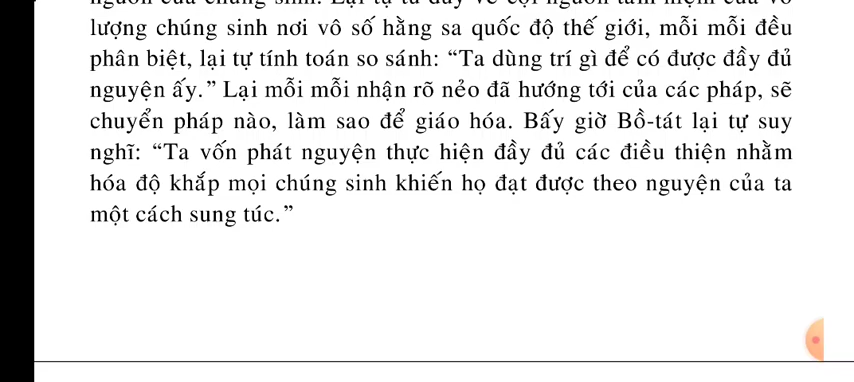 lượng chúng sinh nơi vô số hằng sa quốc độ thế giới, mỗi mỗi đều
phân biệt, lại tự tính toán so sánh: “Ta dùng trí gì để có được đầy đủ
nguyện ấy.” Lại mỗi mỗi nhận rõ nẻo đã hướng tới của các pháp, sẽ
chuyển pháp nào, làm sao để giáo hóa. Bấy giờ Bồ-tát lại tự suy
nghĩ: “Ta vốn phát nguyện thực hiện đầy đủ các điều thiện nhằm
hóa độ khắp mọi chúng sinh khiến họ đạt được theo nguyện của ta
một cách sung túc.”